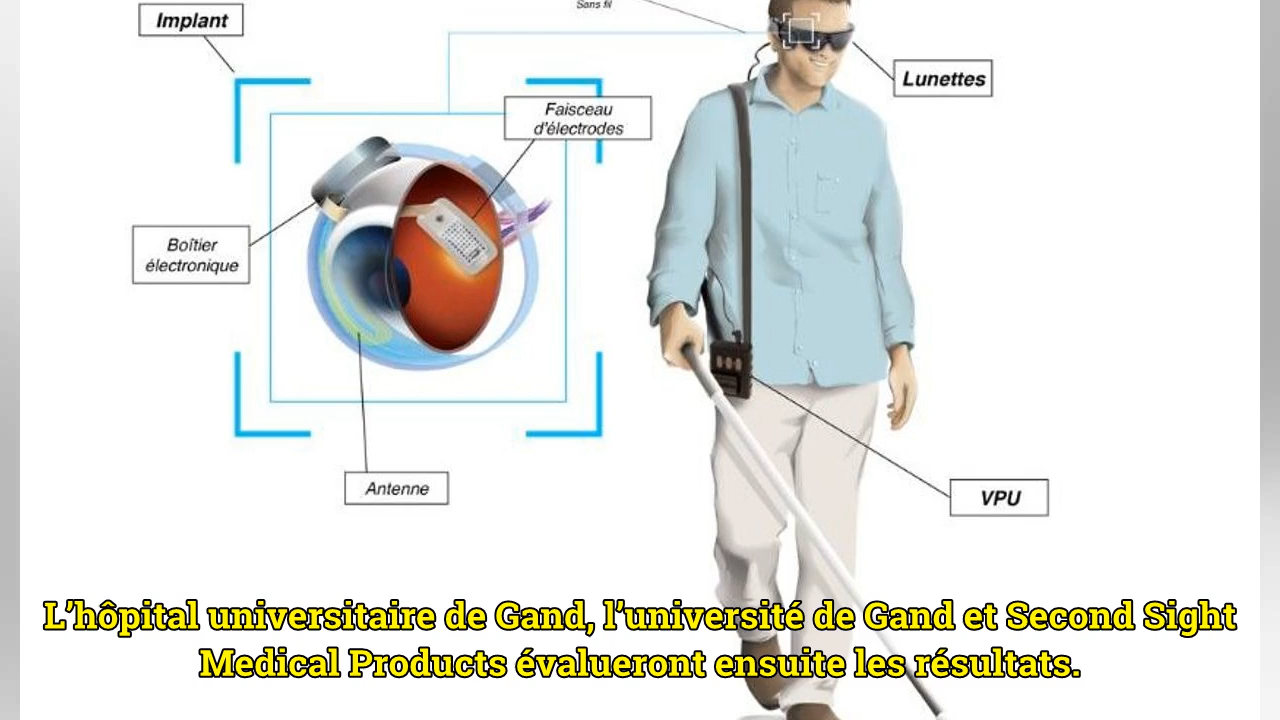 Sans fil
Implant
Lunettes
Faisceau
d'électrodes
Boîtier
électronique
Antenne
VPU
L'hôpital universitaire de Gand, l'université de Gand et Second Sight
Medical Products évalueront ensuite les résultats.